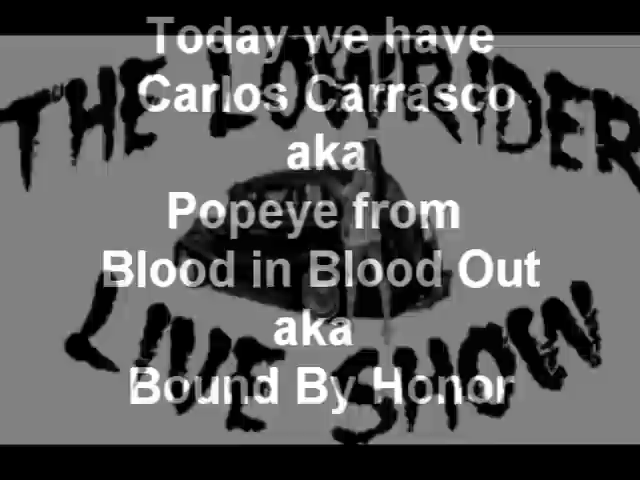 Today we have
THE LOWRIDER
Carlos Carrasco
aka
Popeye from
Blood in Blood Out
aka
LIVE SHOW
Bound By Honor